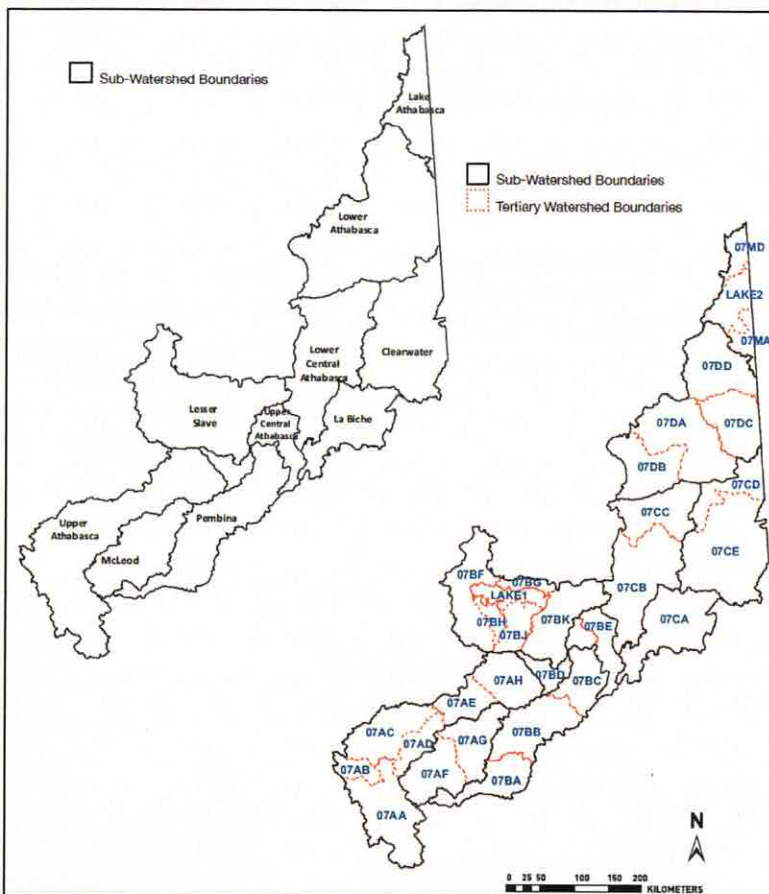 Sub-Watershed Boundaries
Lake
Athabasca
Lower
Athabasca
Lower
Central
Athabasca
Clearwater
Lesser
Slave
Upper
Central
Athabasca
La Biche
Upper
Athabasca
Pembina
McLeod
Sub-Watershed Boundaries
Tertiary Watershed Boundaries
07MD
LAKE2
07MA
07DD
07DA
07DC
07DB
07CD
07CC
07CE
07BF
07BG
LAKE1
07CB
07BH
07BJ
07BK
07BE
07CA
07AH
07BD
07BC
07AE
07AC
07AD
07AG
07BB
07AB
07AF
07BA
07AA
N
0 25 50 100 150 200
KILOMETERS